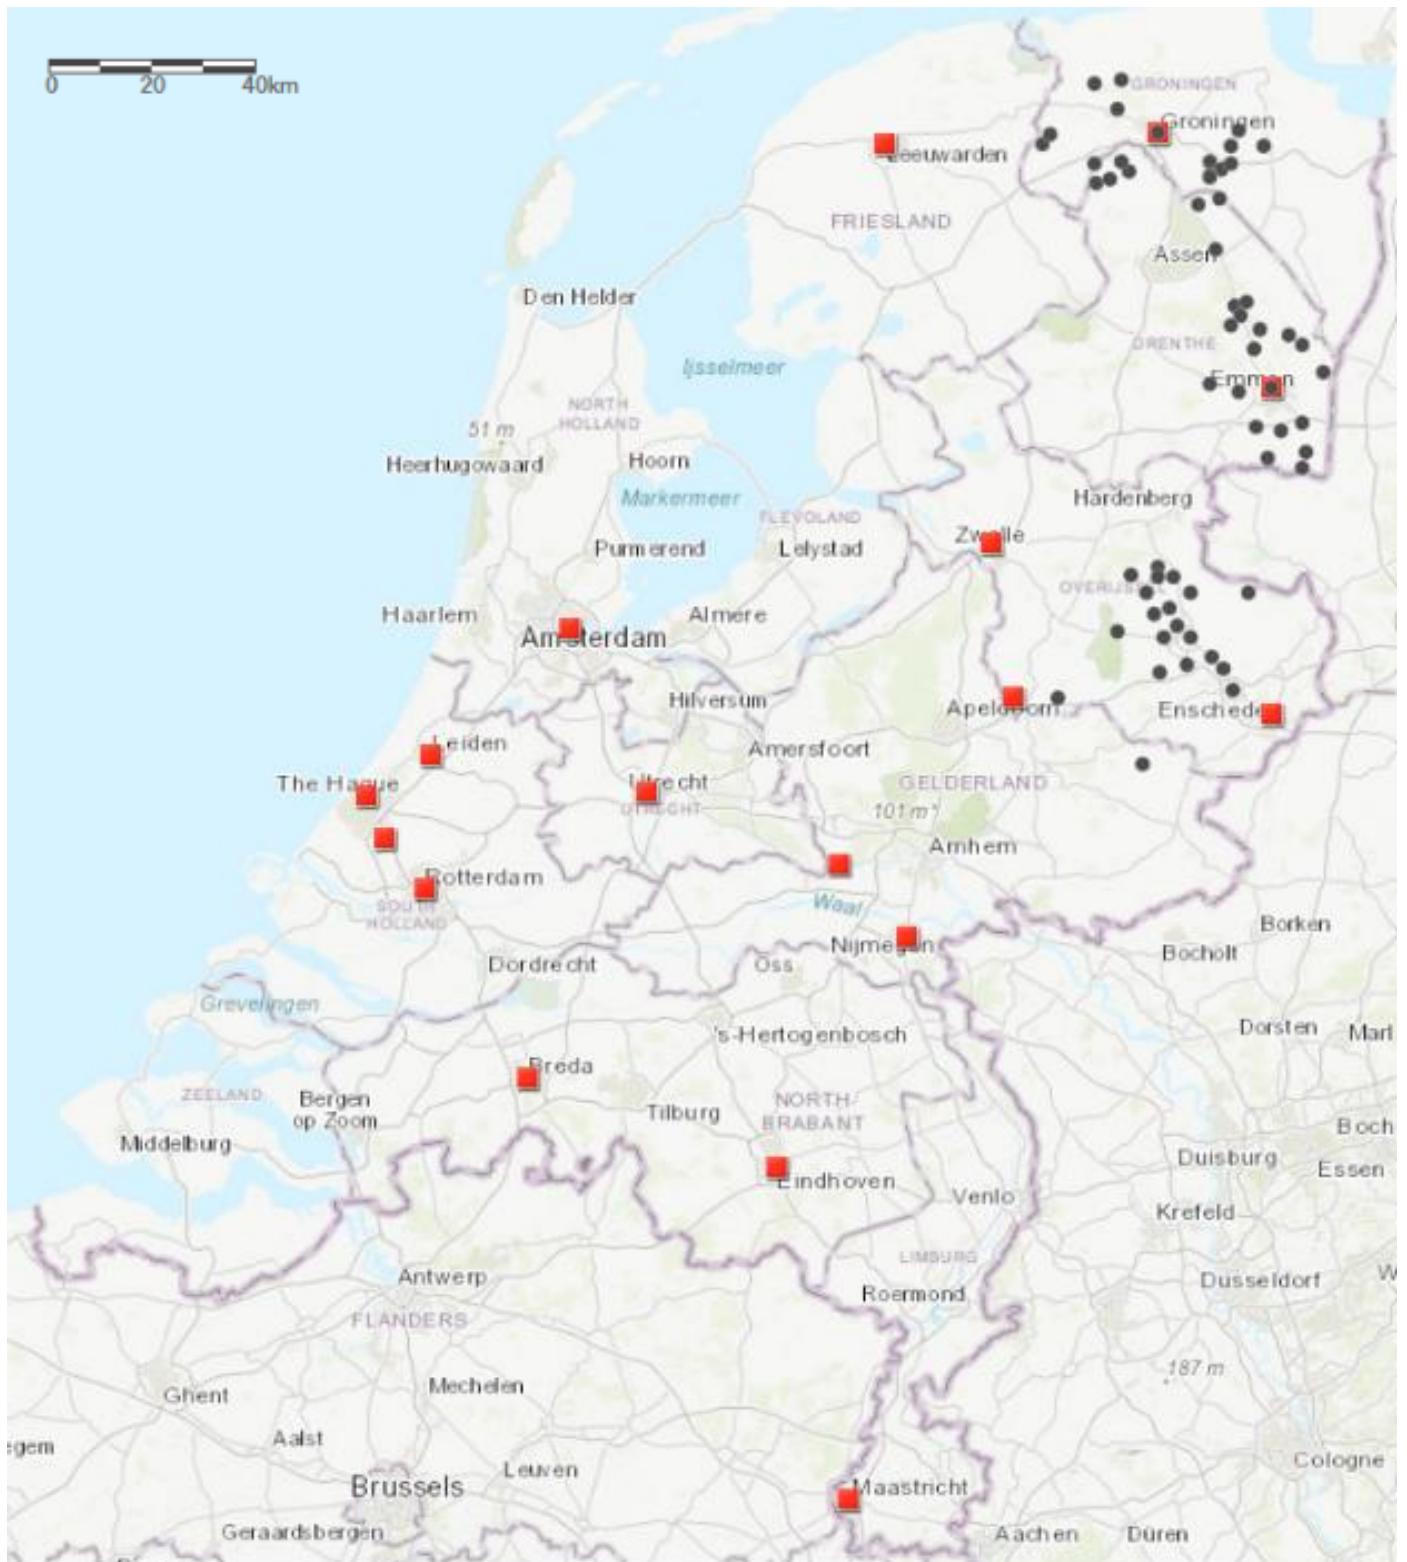 0 20 40km
GRONINGEN
Groningen
Leeuwarden
FRIESLAND
Assen
Den Helder
DRENTHE
Ijsselmeer
Emmen
NORTH
HOLLAND
51 m
Heerhugowaard
Hoorn
Markermeer
Hardenberg
FLEVOLAND
Zwolle
Purmerend
Lelystad
OVERIJSSEL
Haarlem
Almere
Amsterdam
Hilversum
Apeldoorn
Enschede
Leiden
Amersfoort
The Hague
Utrecht
UTRECHT
GELDERLAND
101 m
Arnhem
Rotterdam
SOUTH
HOLLAND
Waal
Nijmegen
Borken
Bocholt
Dordrecht
Oss
Grevelingen
's-Hertogenbosch
Dorsten
Marl
Breda
ZEELAND
Bergen
op Zoom
Tilburg
NORTH-
BRABANT
Middelburg
Boch
Duisburg
Essen
Eindhoven
Venlo
Krefeld
LIMBURG
Antwerp
Roermond
Dusseldorf
W
FLANDERS
187 m
Ghent
Mechelen
Aalst
egem
Leuven
Cologne
Brussels
Maastricht
Geraardsbergen
Aachen
Düren